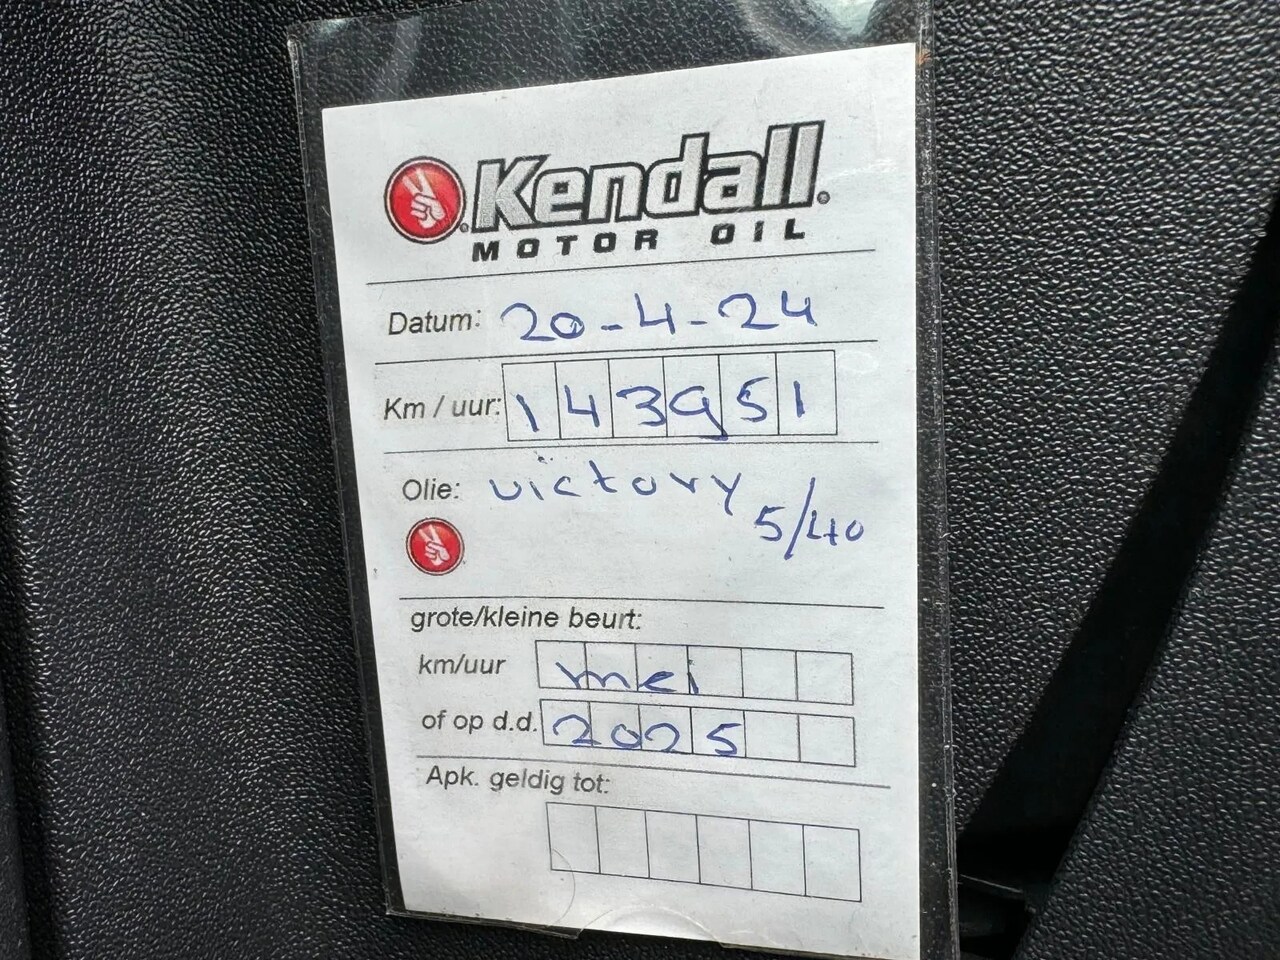 Kendall®
MOTOR OIL
Datum: 20-4-24
Km / uur: 143951
Olie: victory 5/40
grote/kleine beurt:
km/uur mei
of op d.d. 2025
Apk. geldig tot: